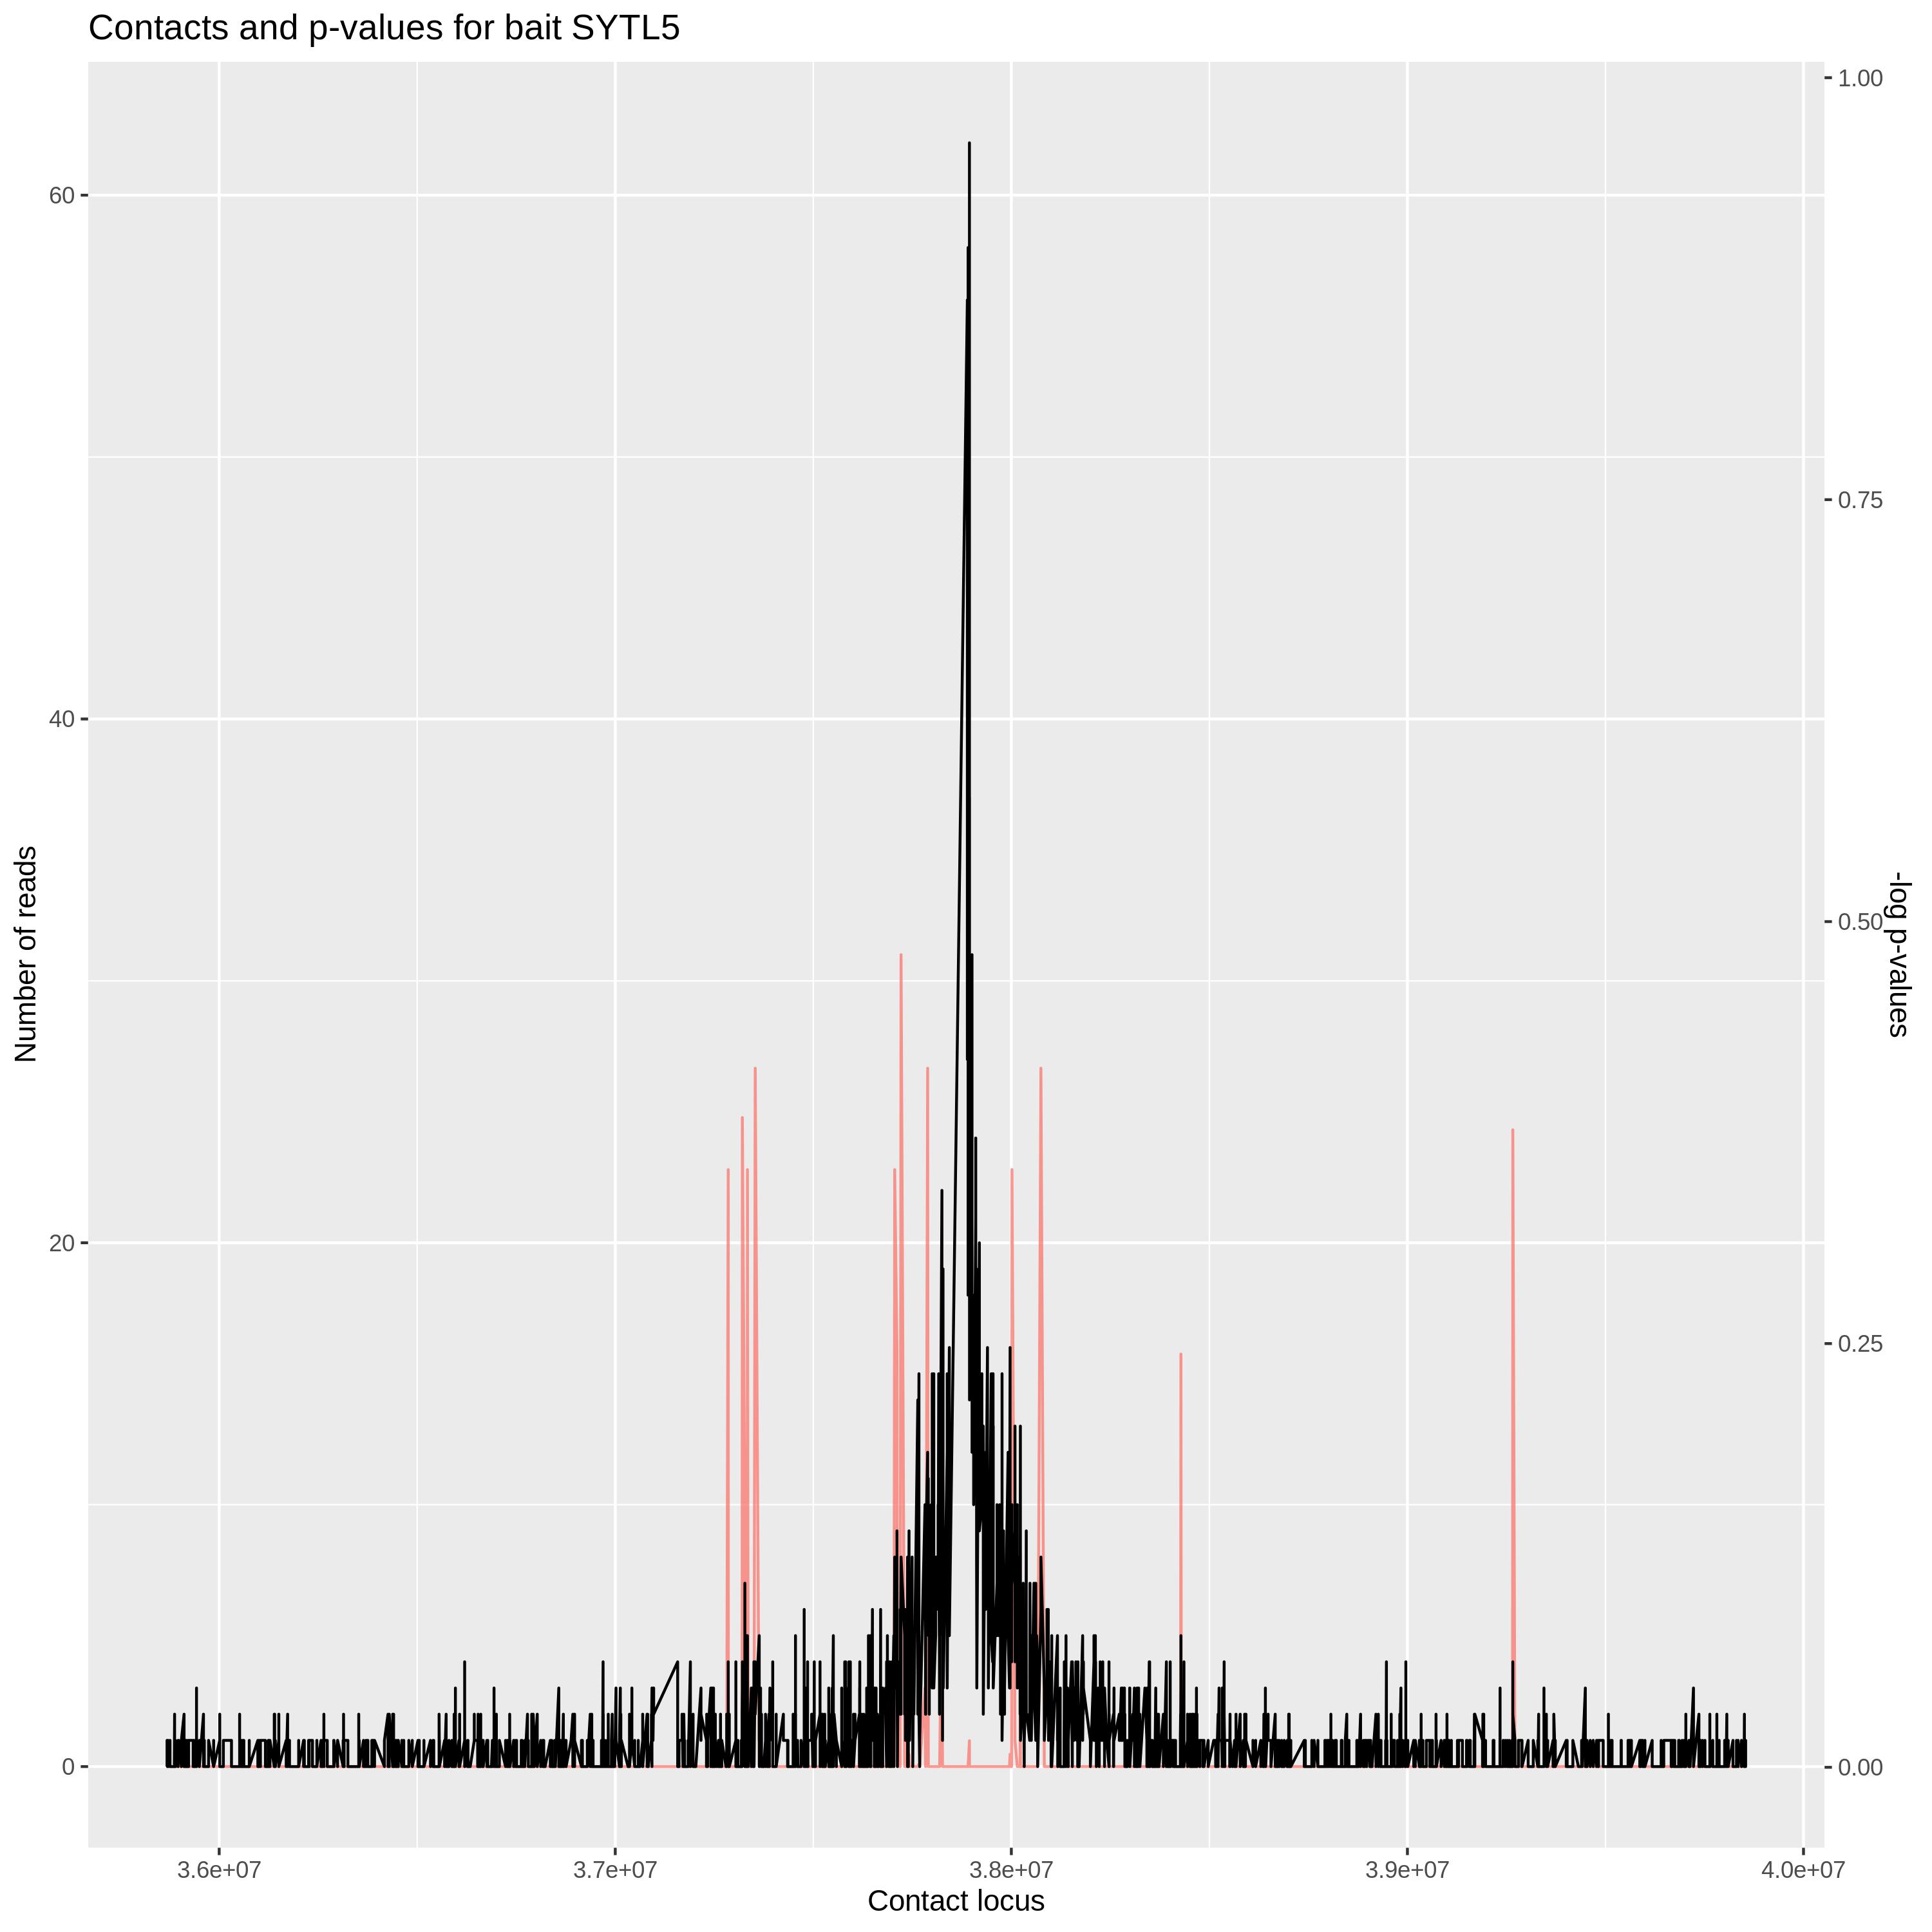 Contacts and p-values for bait SYTL5
Number of reads
60
40
20
0
1.00
0.75
0.50
0.25
0.00
-log p-values
3.6e+07
3.7e+07
3.8e+07
3.9e+07
4.0e+07
Contact locus